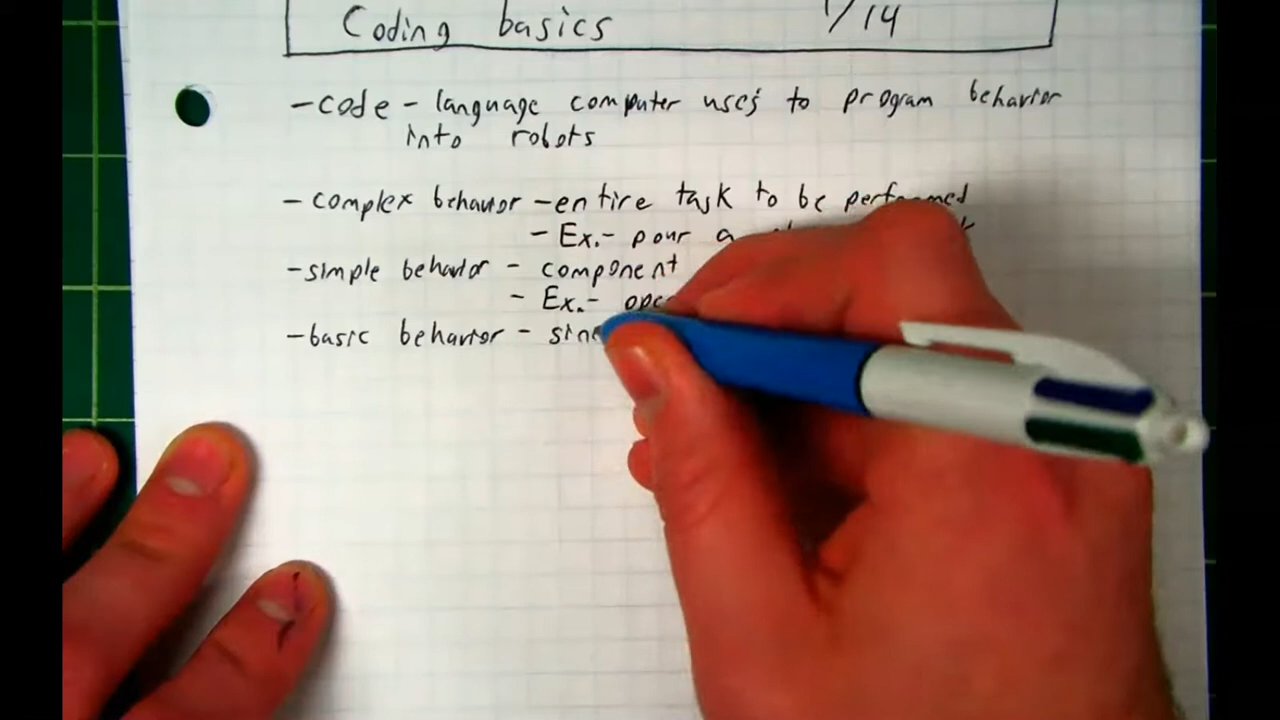 Coding basics 1/14
- code - language computer uses to program behavior
into robots
- complex behavior - entire task to be performed
- Ex. - pour a
- simple behavior - component
- Ex. -
- basic behavior -